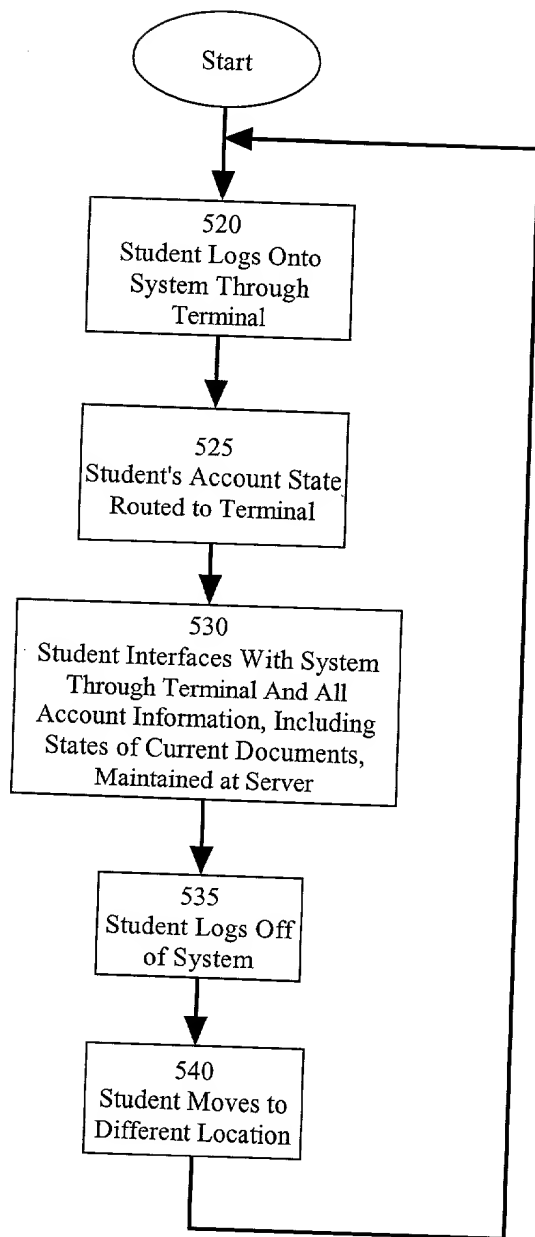 Start
520
Student Logs Onto
System Through
Terminal
525
Student's Account State
Routed to Terminal
530
Student Interfaces With System
Through Terminal And All
Account Information, Including
States of Current Documents,
Maintained at Server
535
Student Logs Off
of System
540
Student Moves to
Different Location